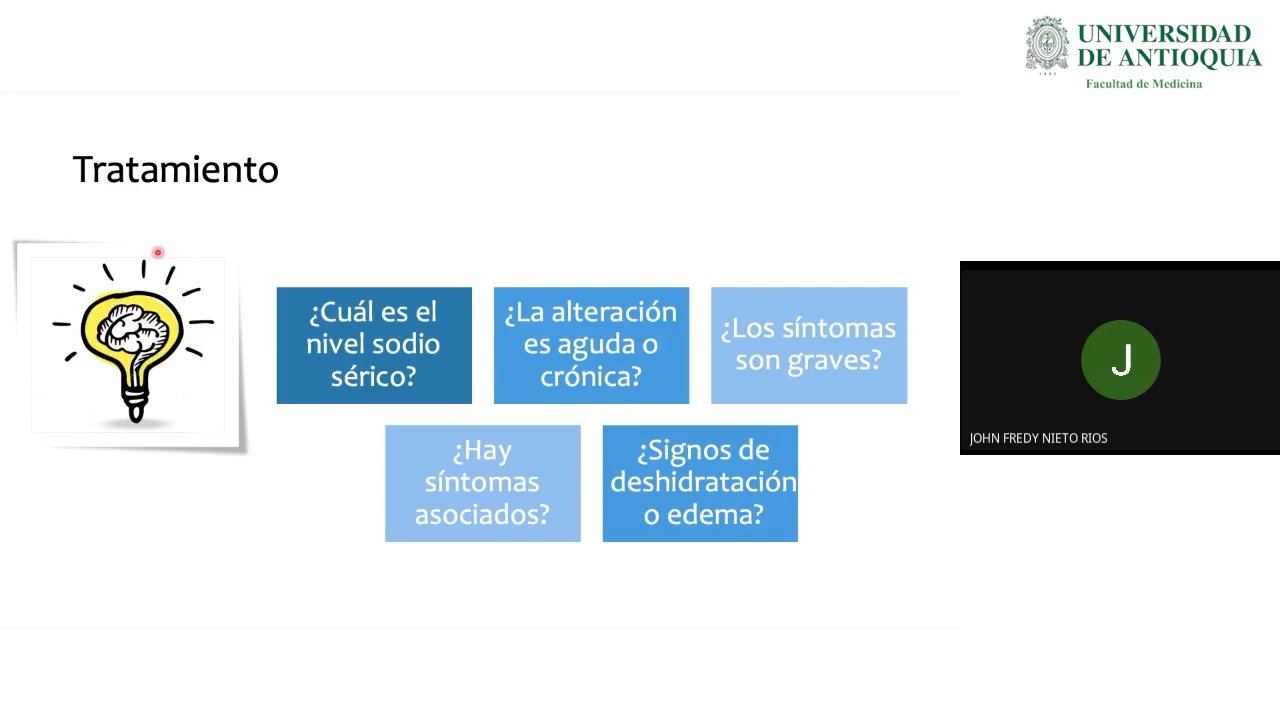 UNIVERSIDAD
DE ANTIOQUIA
Facultad de Medicina
Tratamiento
¿Cuál es el
nivel sodio
sérico?
¿La alteración
es aguda o
crónica?
¿Los síntomas
son graves?
¿Hay
síntomas
asociados?
¿Signos de
deshidratación
o edema?
J
JOHN FREDY NIETO RIOS